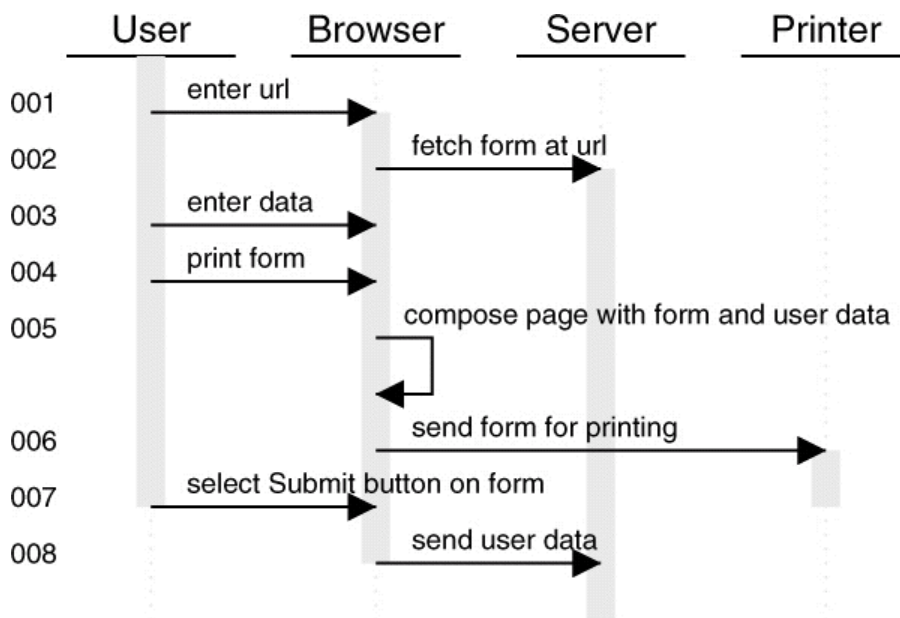 User Browser Server Printer
001 enter url
002 fetch form at url
003 enter data
004 print form
005 compose page with form and user data
006 send form for printing
007 select Submit button on form
008 send user data